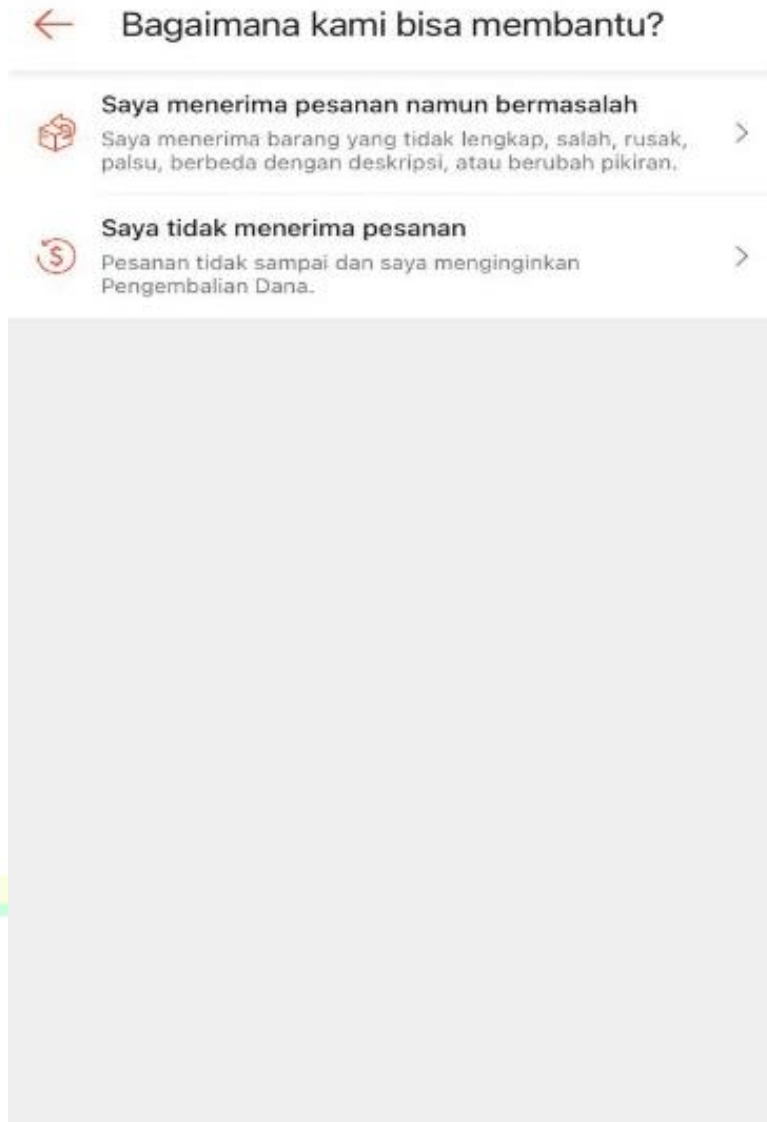 Bagaimana kami bisa membantu?
Saya menerima pesanan namun bermasalah
Saya menerima barang yang tidak lengkap, salah, rusak,
palsu, berbeda dengan deskripsi, atau berubah pikiran.
Saya tidak menerima pesanan
Pesanan tidak sampai dan saya menginginkan
Pengembalian Dana.